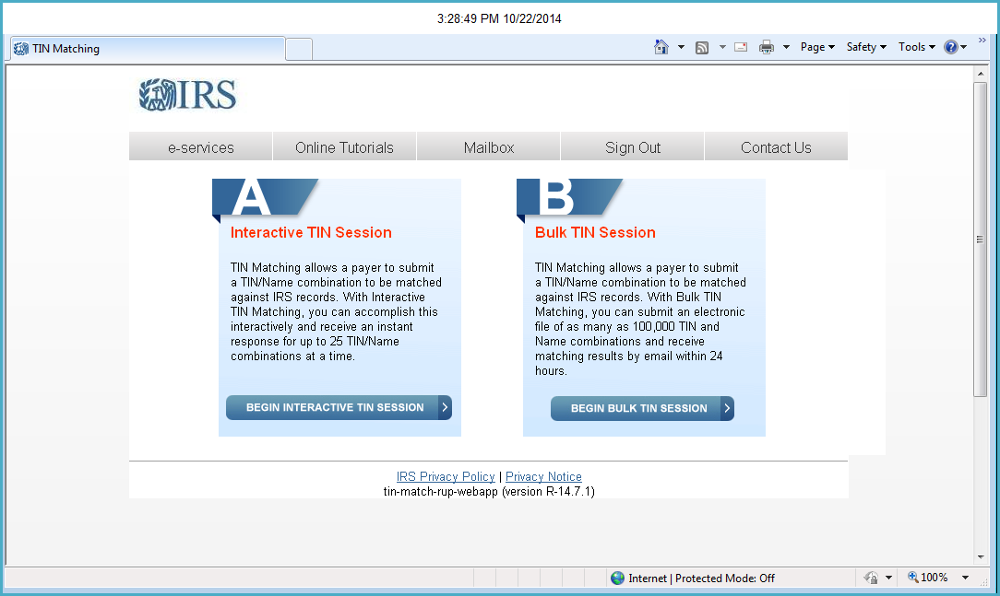 3:28:49 PM 10/22/2014
TIN Matching
Page
Safety
Tools
IRS
e-services
Online Tutorials
Mailbox
Sign Out
Contact Us
A
Interactive TIN Session
TIN Matching allows a payer to submit
a TIN/Name combination to be matched
against IRS records. With Interactive
TIN Matching, you can accomplish this
interactively and receive an instant
response for up to 25 TIN/Name
combinations at a time.
BEGIN INTERACTIVE TIN SESSION
B
Bulk TIN Session
TIN Matching allows a payer to submit
a TIN/Name combination to be matched
against IRS records. With Bulk TIN
Matching, you can submit an electronic
file of as many as 100,000 TIN and
Name combinations and receive
matching results by email within 24
hours.
BEGIN BULK TIN SESSION
IRS Privacy Policy | Privacy Notice
tin-match-rup-webapp (version R-14.7.1)
Internet | Protected Mode: Off
100%